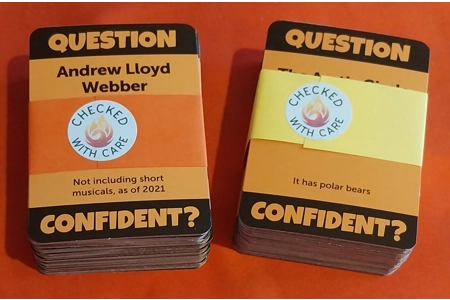 QUESTION
Andrew Lloyd
Webber
CHECKED
WITH CARE
Not including short
musicals, as of 2021
CONFIDENT?
QUESTION
CHECKED
WITH CARE
It has polar bears
CONFIDENT?